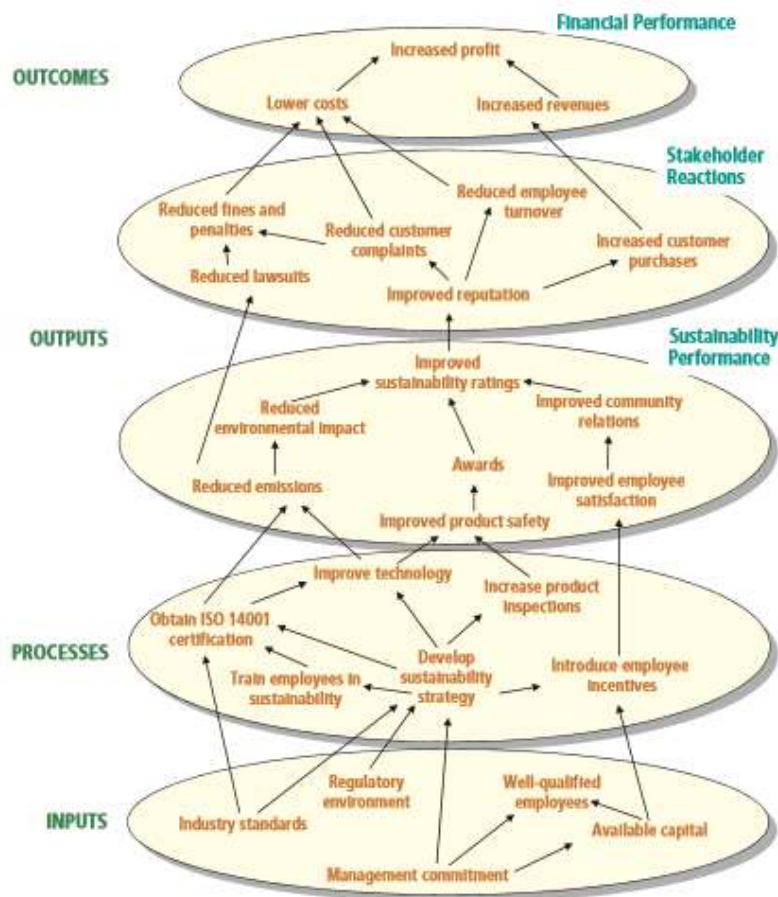 Financial Performance
OUTCOMES
Increased profit
Lower costs
Increased revenues
Stakeholder
Reactions
Reduced fines and
penalties
Reduced customer
complaints
Reduced employee
turnover
Increased customer
purchases
Reduced lawsuits
Improved reputation
OUTPUTS
Sustainability
Performance
Improved
sustainability ratings
Reduced
environmental impact
Improved community
relations
Awards
Reduced emissions
Improved employee
satisfaction
Improved product safety
Improve technology
Increase product
inspections
Obtain ISO 14001
certification
PROCESSES
Train employees in
sustainability
Develop
sustainability
strategy
Introduce employee
incentives
Regulatory
environment
Well-qualified
employees
INPUTS
Industry standards
Available capital
Management commitment